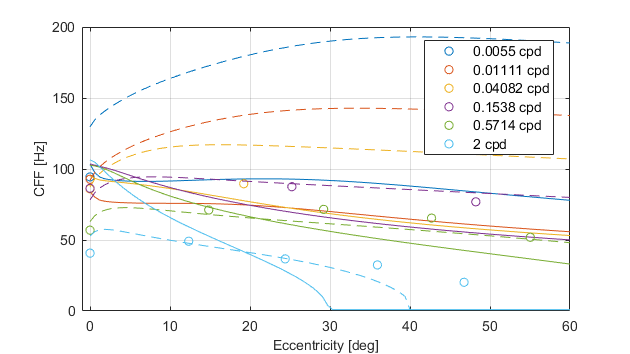 200
150
100
50
0
CFF [Hz]
0.0055 cpd
0.01111 cpd
0.04082 cpd
0.1538 cpd
0.5714 cpd
2 cpd
0 10 20 30 40 50 60
Eccentricity [deg]